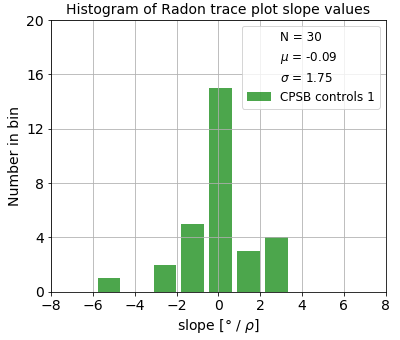 Histogram of Radon trace plot slope values
N = 30
μ = -0.09
σ = 1.75
CPSB controls 1
20
16
12
8
4
0
Number in bin
−8 −6 −4 −2 0 2 4 6 8
slope [° / ρ]